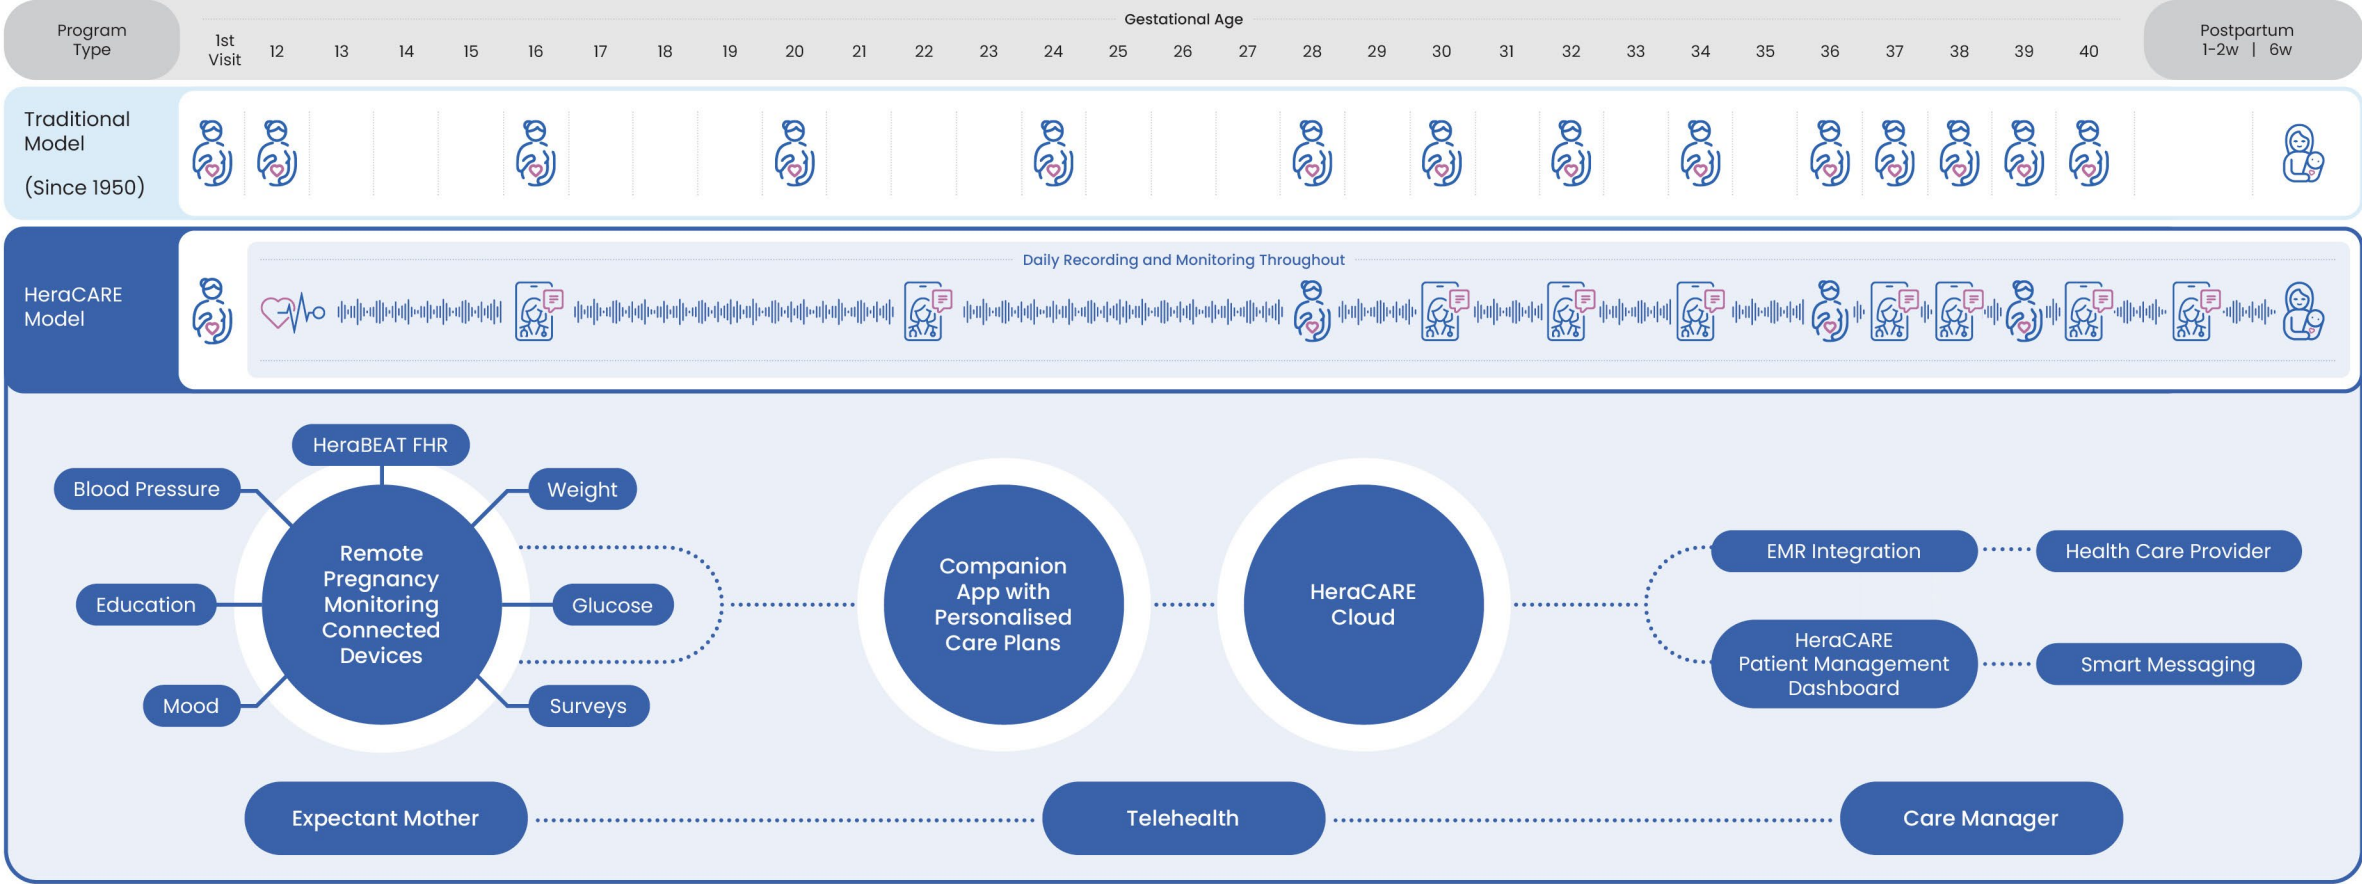 Program
Type
Gestational Age
1st
Visit
12 13 14 15 16 17 18 19 20 21 22 23 24 25 26 27 28 29 30 31 32 33 34 35 36 37 38 39 40
Postpartum
1-2w | 6w
Traditional
Model
(Since 1950)
HeraCARE
Model
Daily Recording and Monitoring Throughout
HeraBEAT FHR
Blood Pressure
Weight
Education
Remote
Pregnancy
Monitoring
Connected
Devices
Glucose
Mood
Surveys
Companion
App with
Personalised
Care Plans
HeraCARE
Cloud
EMR Integration
Health Care Provider
HeraCARE
Patient Management
Dashboard
Smart Messaging
Expectant Mother
Telehealth
Care Manager